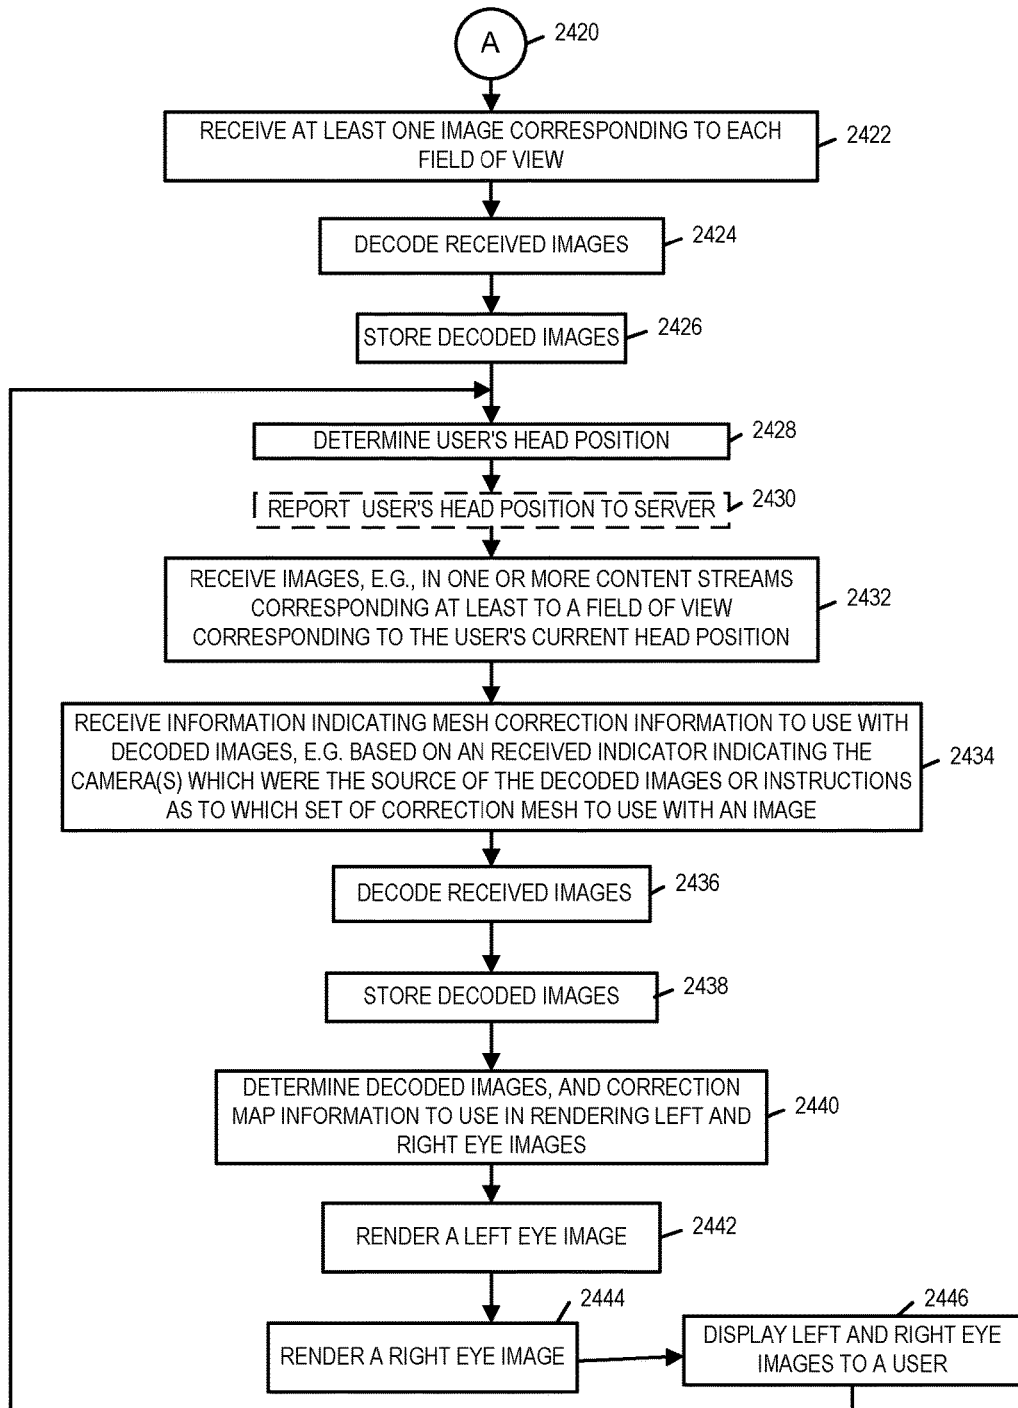 A
2420
RECEIVE AT LEAST ONE IMAGE CORRESPONDING TO EACH
FIELD OF VIEW
2422
DECODE RECEIVED IMAGES
2424
STORE DECODED IMAGES
2426
DETERMINE USER'S HEAD POSITION
2428
REPORT USER'S HEAD POSITION TO SERVER
2430
RECEIVE IMAGES, E.G., IN ONE OR MORE CONTENT STREAMS
CORRESPONDING AT LEAST TO A FIELD OF VIEW
CORRESPONDING TO THE USER'S CURRENT HEAD POSITION
2432
RECEIVE INFORMATION INDICATING MESH CORRECTION INFORMATION TO USE WITH
DECODED IMAGES, E.G. BASED ON AN RECEIVED INDICATOR INDICATING THE
CAMERA(S) WHICH WERE THE SOURCE OF THE DECODED IMAGES OR INSTRUCTIONS
AS TO WHICH SET OF CORRECTION MESH TO USE WITH AN IMAGE
2434
DECODE RECEIVED IMAGES
2436
STORE DECODED IMAGES
2438
DETERMINE DECODED IMAGES, AND CORRECTION
MAP INFORMATION TO USE IN RENDERING LEFT AND
RIGHT EYE IMAGES
2440
RENDER A LEFT EYE IMAGE
2442
RENDER A RIGHT EYE IMAGE
2444
DISPLAY LEFT AND RIGHT EYE
IMAGES TO A USER
2446